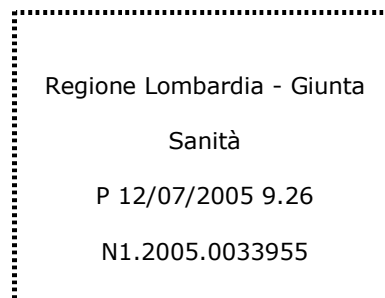 Regione Lombardia - Giunta
Sanità
P 12/07/2005 9.26
N1.2005.0033955